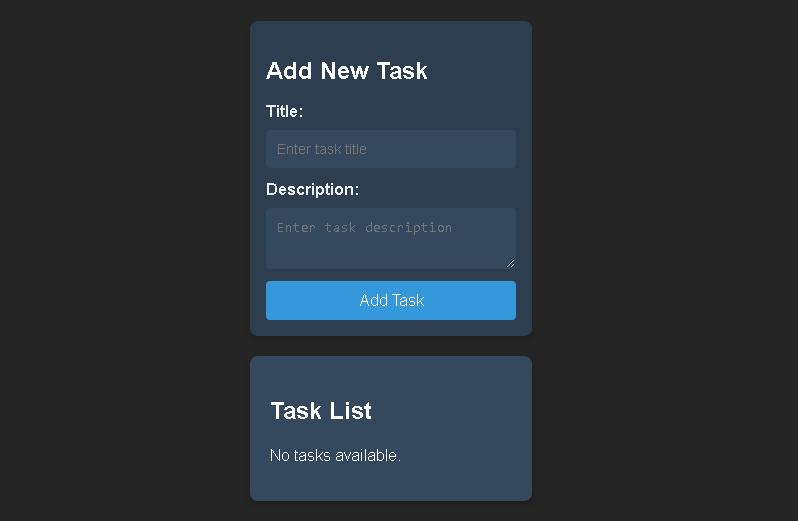 Add New Task
Title:
Enter task title
Description:
Enter task description
Add Task
Task List
No tasks available.